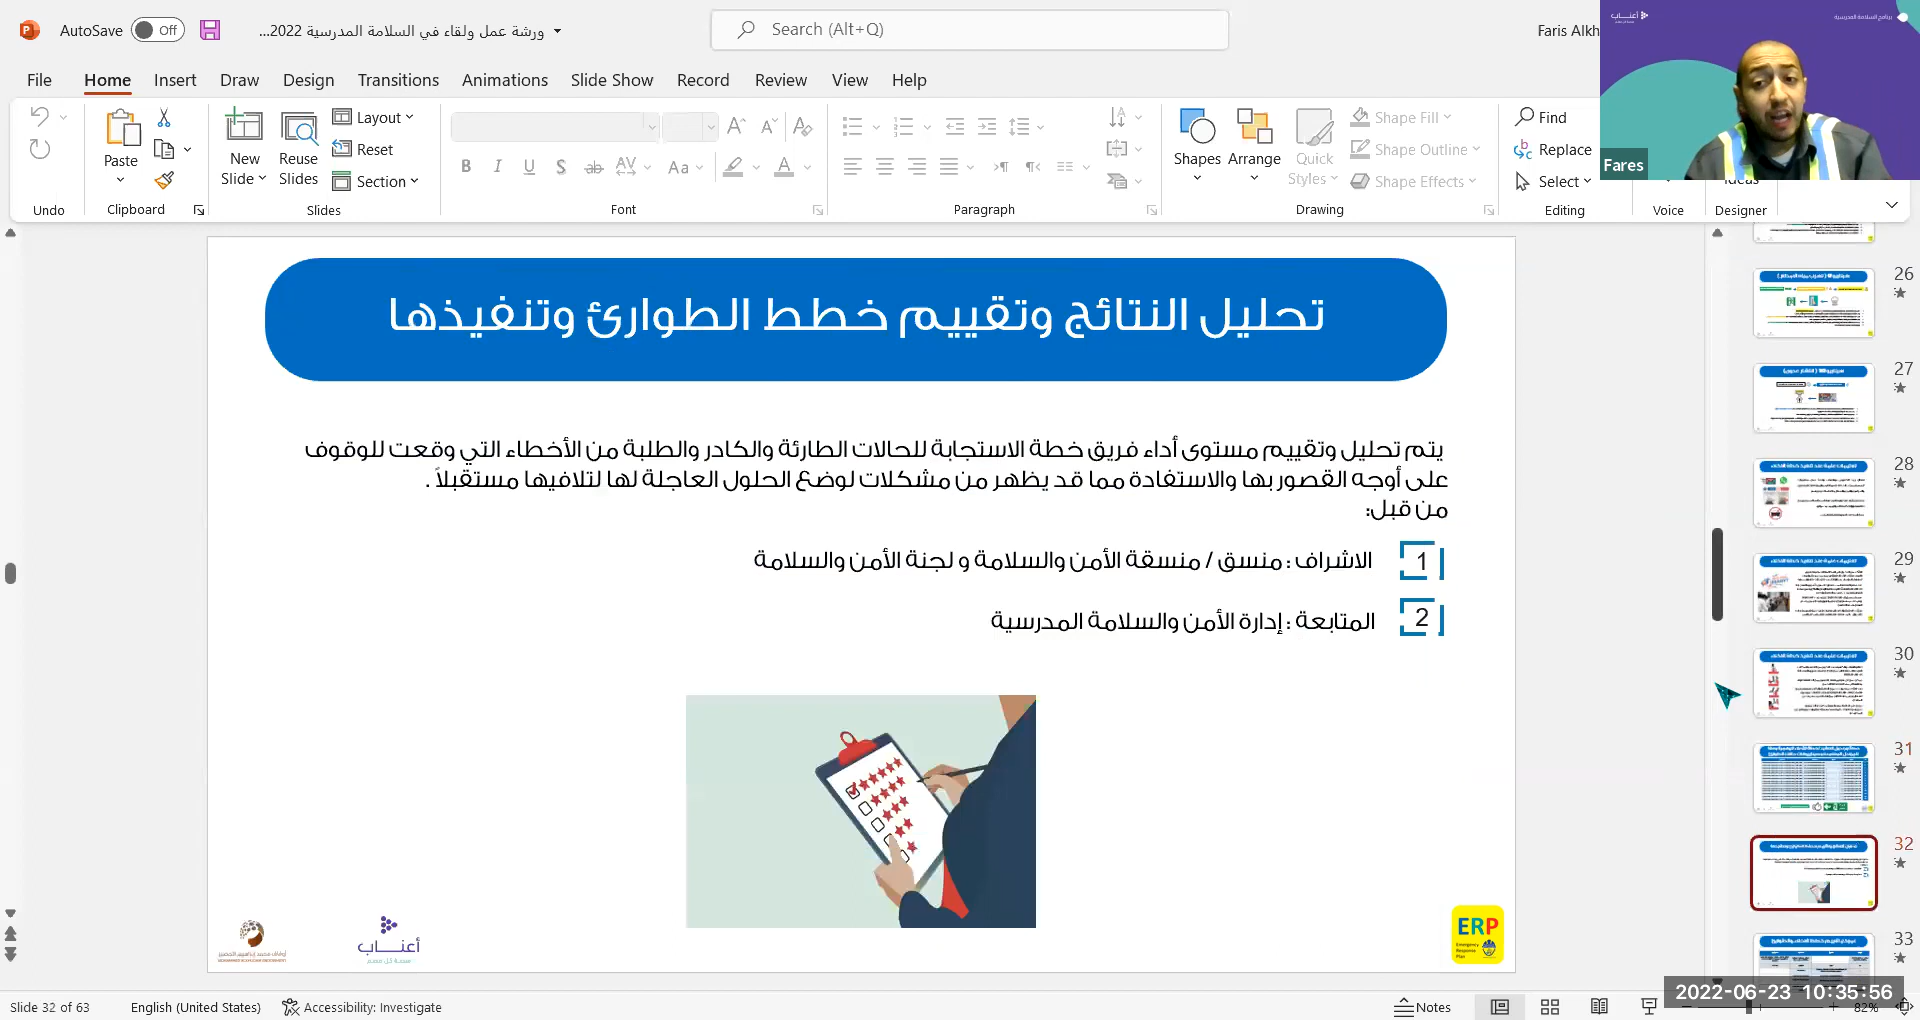 AutoSave
Off
ورشة عمل ولقاء في السلامة المدرسية 2022...
Search (Alt+Q)
Faris Alkh
File
Home
Insert
Draw
Design
Transitions
Animations
Slide Show
Record
Review
View
Help
Undo
Paste
Clipboard
New Slide
Reuse Slides
Layout
Reset
Section
Slides
Font
Paragraph
Shapes
Arrange
Quick Styles
Shape Fill
Shape Outline
Shape Effects
Drawing
Find
Replace
Select
Editing
Voice
Designer
Fares
أعناب
برنامج السلامة المدرسية
تحليل النتائج وتقييم خطط الطوارئ وتنفيذها
يتم تحليل وتقييم مستوى أداء فريق خطة الاستجابة للحالات الطارئة والكادر والطلبة من الأخطاء التي وقعت للوقوف
على أوجه القصور بها والاستفادة مما قد يظهر من مشكلات لوضع الحلول العاجلة لها لتلافيها مستقبلاً .
من قبل:
1 الاشراف : منسق / منسقة الأمن والسلامة و لجنة الأمن والسلامة
2 المتابعة : إدارة الأمن والسلامة المدرسية
أعناب
ERP
Emergency
Response
Plan
26
27
28
29
30
31
32
33
Slide 32 of 63
English (United States)
Accessibility: Investigate
Notes
82%
2022-06-23 10:35:56